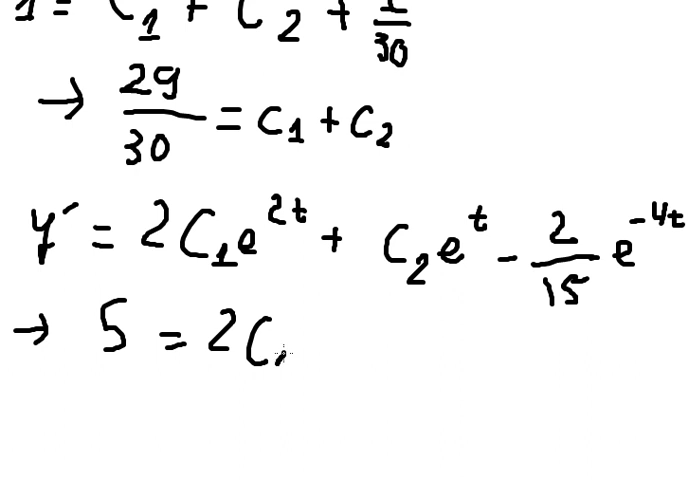 1 = C₁ + C₂ + 1/30
→ 29/30 = C₁ + C₂
y' = 2C₁e^{2t} + C₂e^{t} - 2/15 e^{-4t}
→ 5 = 2C